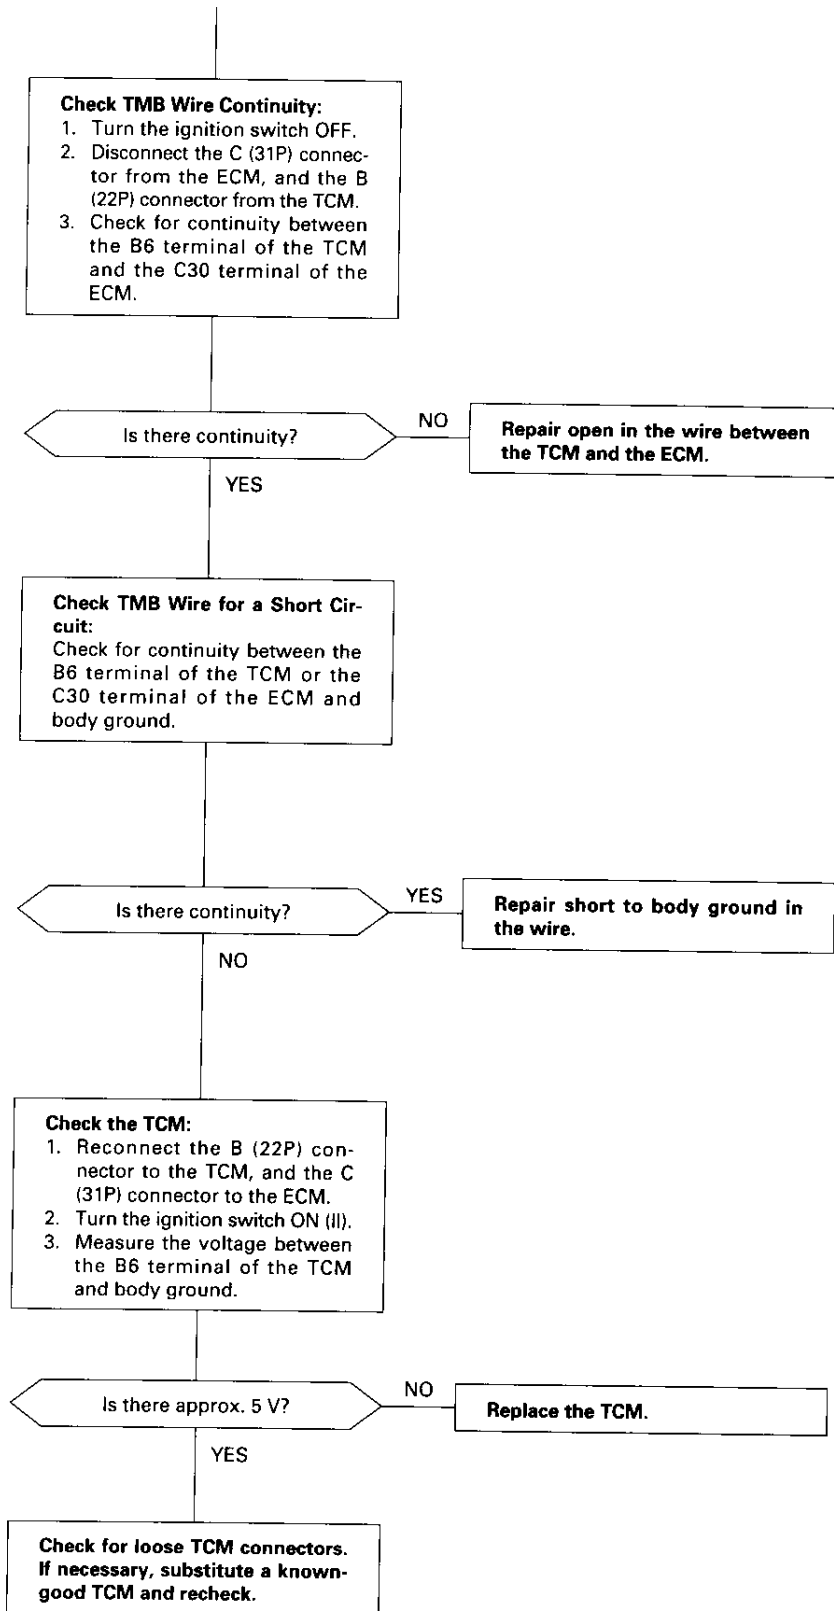 Check TMB Wire Continuity:
1. Turn the ignition switch OFF.
2. Disconnect the C (31P) connec-
tor from the ECM, and the B
(22P) connector from the TCM.
3. Check for continuity between
the B6 terminal of the TCM
and the C30 terminal of the
ECM.
Is there continuity?
NO
Repair open in the wire between
the TCM and the ECM.
YES
Check TMB Wire for a Short Cir-
cuit:
Check for continuity between the
B6 terminal of the TCM or the
C30 terminal of the ECM and
body ground.
Is there continuity?
YES
Repair short to body ground in
the wire.
NO
Check the TCM:
1. Reconnect the B (22P) con-
nector to the TCM, and the C
(31P) connector to the ECM.
2. Turn the ignition switch ON (II).
3. Measure the voltage between
the B6 terminal of the TCM
and body ground.
Is there approx. 5 V?
NO
Replace the TCM.
YES
Check for loose TCM connectors.
If necessary, substitute a known-
good TCM and recheck.